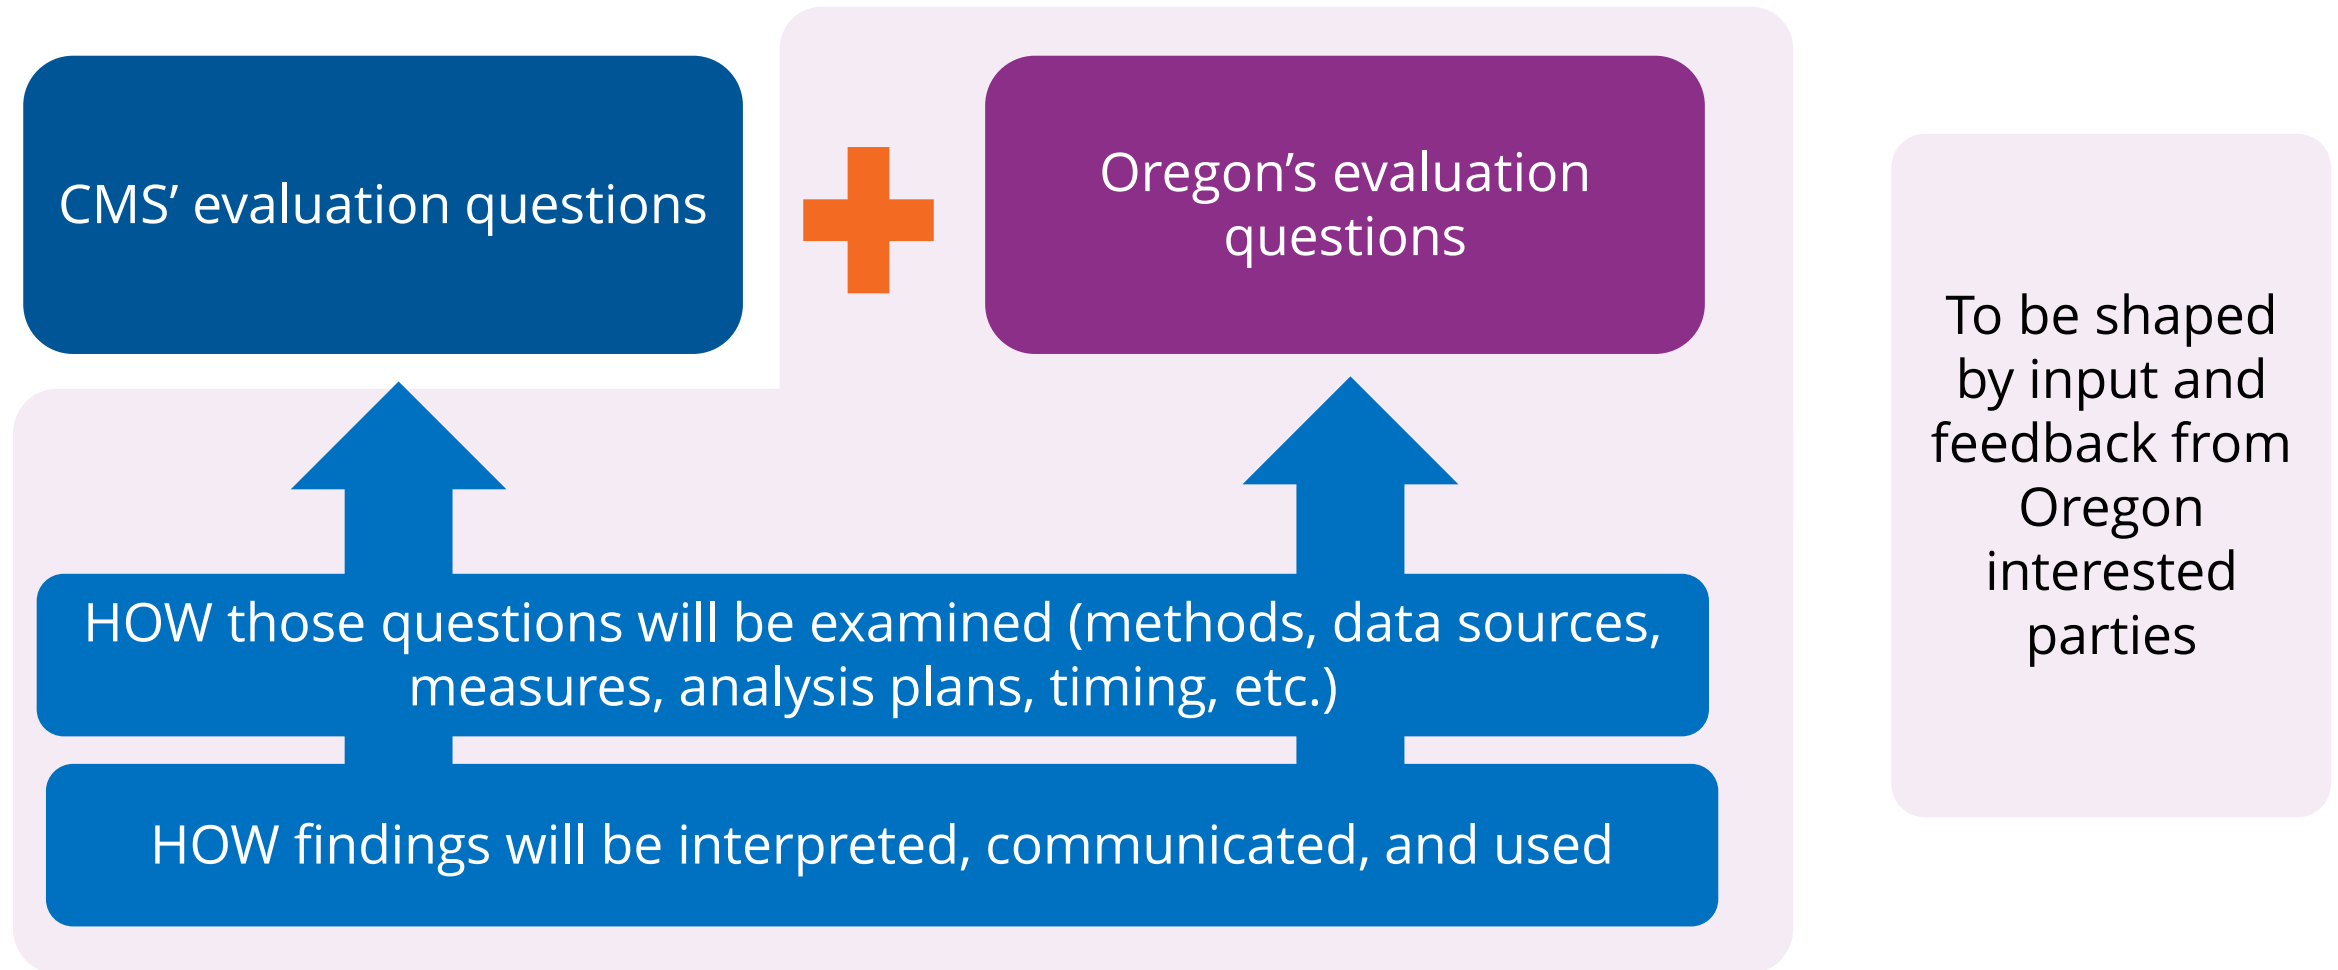 CMS’ evaluation questions
Oregon’s evaluation
questions
HOW those questions will be examined (methods, data sources,
measures, analysis plans, timing, etc.)
HOW findings will be interpreted, communicated, and used
To be shaped
by input and
feedback from
Oregon
interested
parties